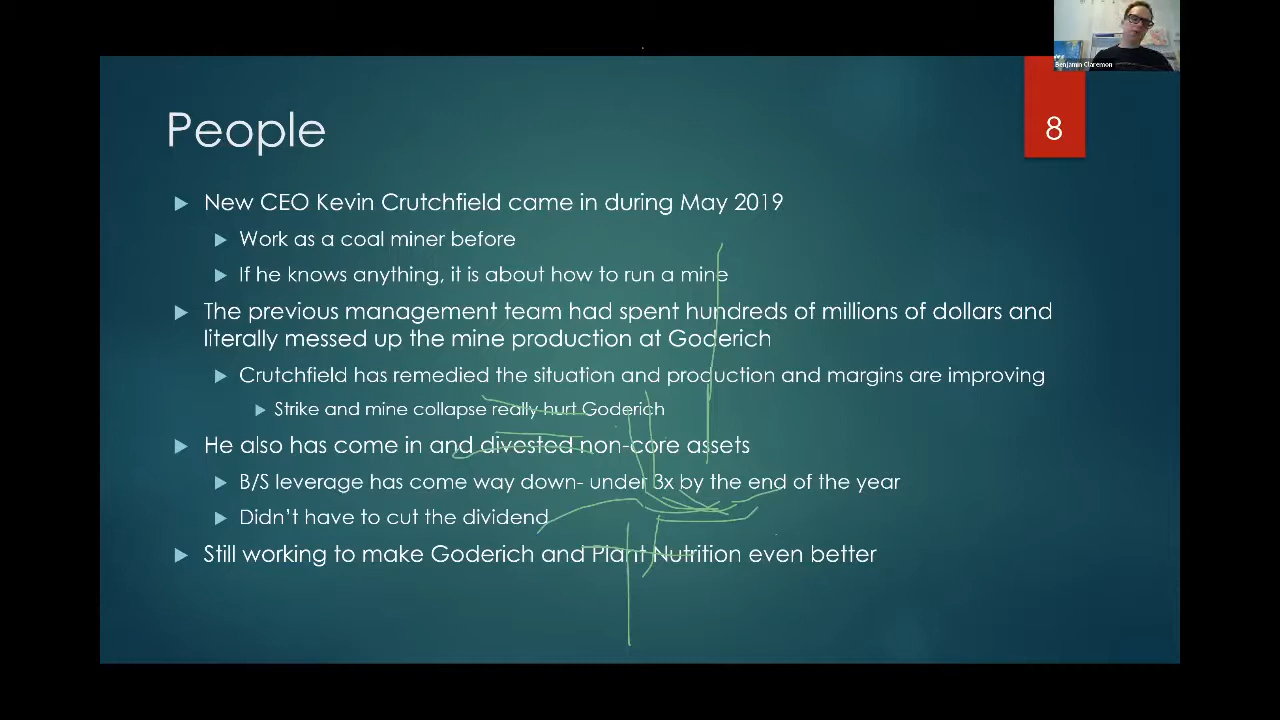 Benjamin Claremon
People
8
New CEO Kevin Crutchfield came in during May 2019
Work as a coal miner before
If he knows anything, it is about how to run a mine
The previous management team had spent hundreds of millions of dollars and
literally messed up the mine production at Goderich
Crutchfield has remedied the situation and production and margins are improving
Strike and mine collapse really hurt Goderich
He also has come in and divested non-core assets
B/S leverage has come way down- under 3x by the end of the year
Didn't have to cut the dividend
Still working to make Goderich and Plant Nutrition even better